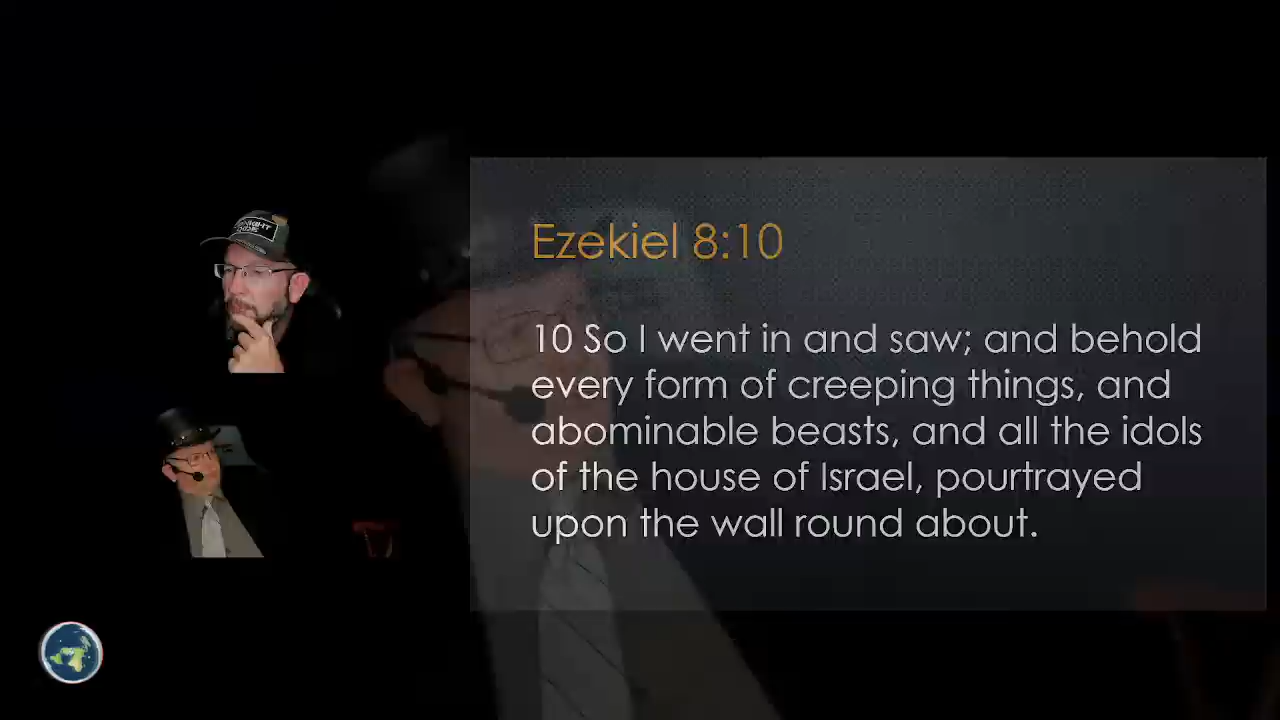 Ezekiel 8:10
10 So I went in and saw; and behold
every form of creeping things, and
abominable beasts, and all the idols
of the house of Israel, pourtrayed
upon the wall round about.